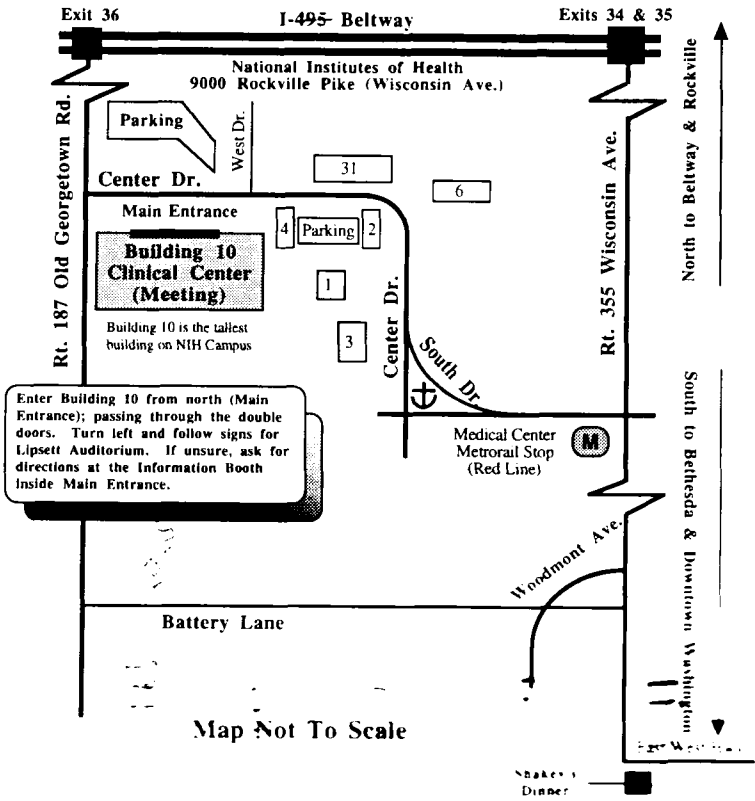 Exit 36
I-495 Beltway
Exits 34 & 35
National Institutes of Health
9000 Rockville Pike (Wisconsin Ave.)
Parking
West Dr.
Center Dr.
31
6
Main Entrance
4
Parking
2
Building 10
Clinical Center
(Meeting)
1
Building 10 is the tallest
building on NIH Campus
3
Center Dr.
South Dr.
Rt. 187 Old Georgetown Rd.
Rt. 355 Wisconsin Ave.
North to Beltway & Rockville
South to Bethesda & Downtown Washington
Enter Building 10 from north (Main
Entrance); passing through the double
doors. Turn left and follow signs for
Lipsett Auditorium. If unsure, ask for
directions at the Information Booth
Inside Main Entrance.
Medical Center
Metrorail Stop
(Red Line)
M
Woodmont Ave.
Battery Lane
Map Not To Scale
East West
Dinner